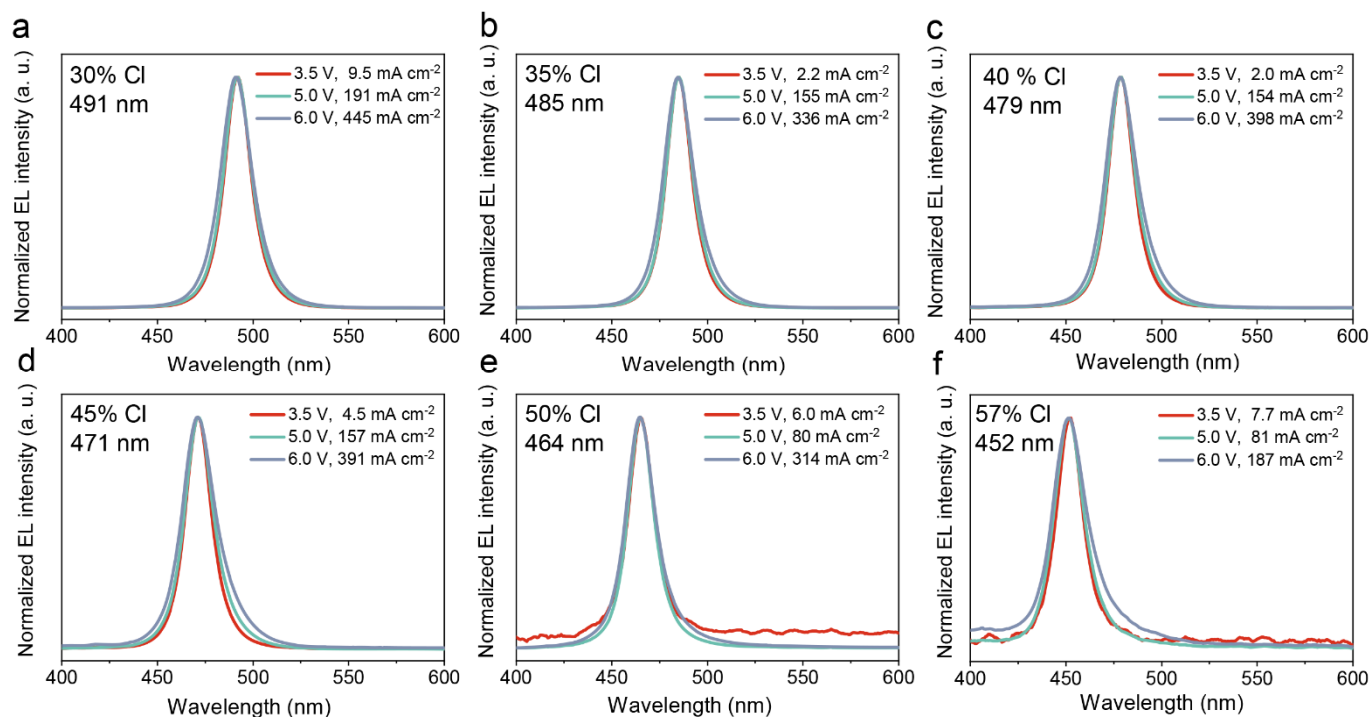 a
30% Cl
491 nm
3.5 V, 9.5 mA cm⁻²
5.0 V, 191 mA cm⁻²
6.0 V, 445 mA cm⁻²
Normalized EL intensity (a. u.)
400 450 500 550 600
Wavelength (nm)
b
35% Cl
485 nm
3.5 V, 2.2 mA cm⁻²
5.0 V, 155 mA cm⁻²
6.0 V, 336 mA cm⁻²
Normalized EL intensity (a. u.)
400 450 500 550 600
Wavelength (nm)
c
40 % Cl
479 nm
3.5 V, 2.0 mA cm⁻²
5.0 V, 154 mA cm⁻²
6.0 V, 398 mA cm⁻²
Normalized EL intensity (a. u.)
400 450 500 550 600
Wavelength (nm)
d
45% Cl
471 nm
3.5 V, 4.5 mA cm⁻²
5.0 V, 157 mA cm⁻²
6.0 V, 391 mA cm⁻²
Normalized EL intensity (a. u.)
400 450 500 550 600
Wavelength (nm)
e
50% Cl
464 nm
3.5 V, 6.0 mA cm⁻²
5.0 V, 80 mA cm⁻²
6.0 V, 314 mA cm⁻²
Normalized EL intensity (a. u.)
400 450 500 550 600
Wavelength (nm)
f
57% Cl
452 nm
3.5 V, 7.7 mA cm⁻²
5.0 V, 81 mA cm⁻²
6.0 V, 187 mA cm⁻²
Normalized EL intensity (a. u.)
400 450 500 550 600
Wavelength (nm)